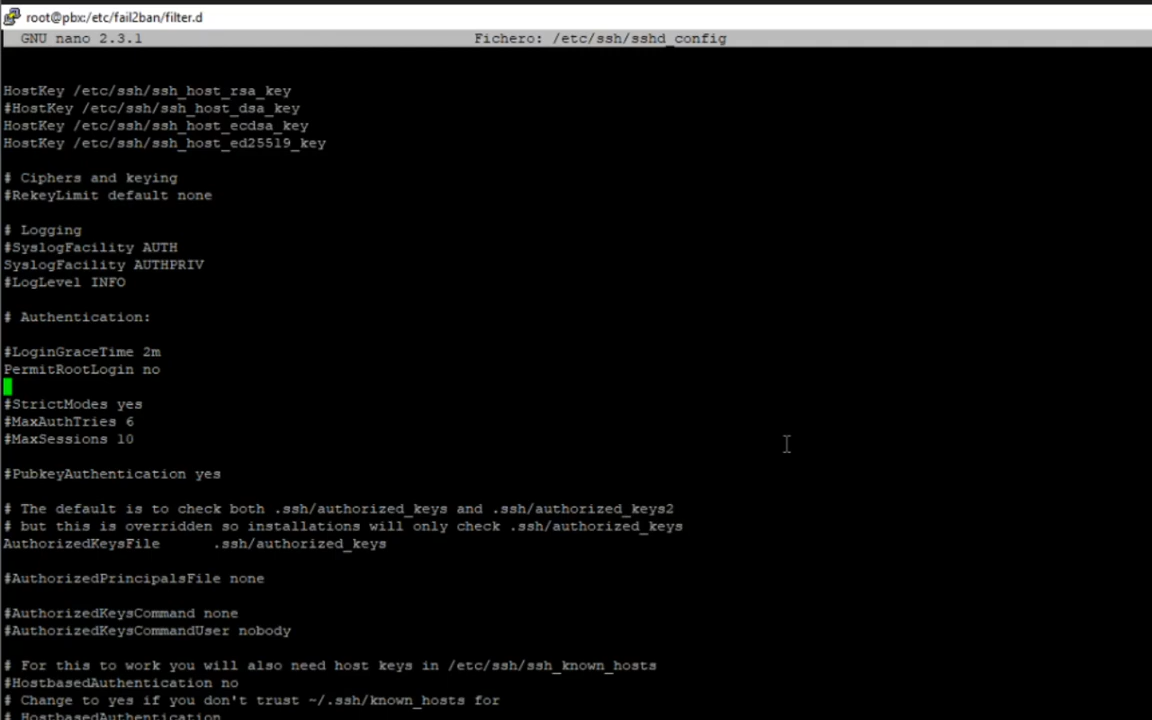 root@pbx:/etc/fail2ban/filter.d
GNU nano 2.3.1 Fichero: /etc/ssh/sshd_config
HostKey /etc/ssh/ssh_host_rsa_key
#HostKey /etc/ssh/ssh_host_dsa_key
HostKey /etc/ssh/ssh_host_ecdsa_key
HostKey /etc/ssh/ssh_host_ed25519_key
# Ciphers and keying
#RekeyLimit default none
# Logging
#SyslogFacility AUTH
SyslogFacility AUTHPRIV
#LogLevel INFO
# Authentication:
#LoginGraceTime 2m
PermitRootLogin no
#StrictModes yes
#MaxAuthTries 6
#MaxSessions 10
#PubkeyAuthentication yes
# The default is to check both .ssh/authorized_keys and .ssh/authorized_keys2
# but this is overridden so installations will only check .ssh/authorized_keys
AuthorizedKeysFile      .ssh/authorized_keys
#AuthorizedPrincipalsFile none
#AuthorizedKeysCommand none
#AuthorizedKeysCommandUser nobody
# For this to work you will also need host keys in /etc/ssh/ssh_known_hosts
#HostbasedAuthentication no
# Change to yes if you don't trust ~/.ssh/known_hosts for
# HostbasedAuthentication